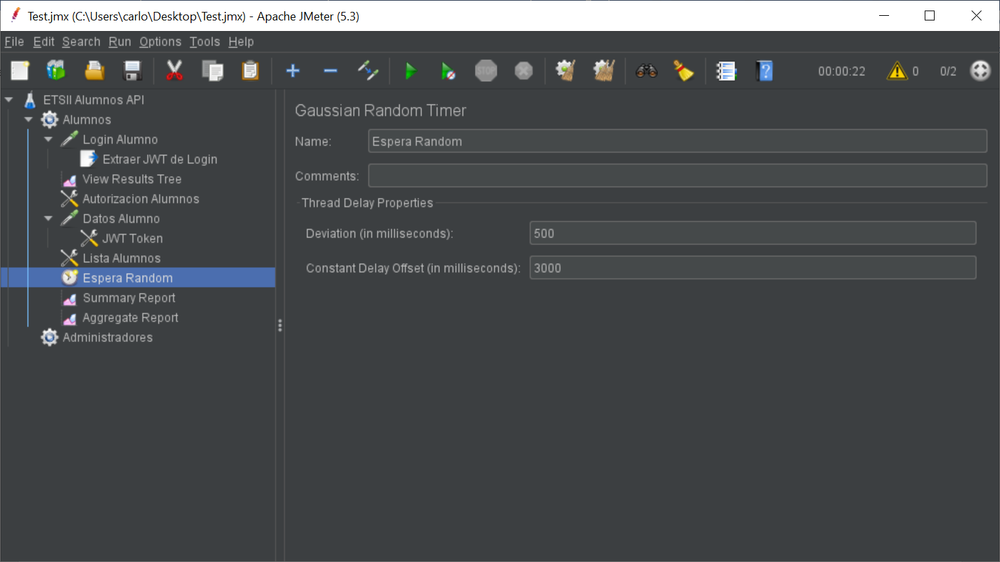 Test.jmx (C:\Users\carlo\Desktop\Test.jmx) - Apache JMeter (5.3)
File Edit Search Run Options Tools Help
STOP ? 00:00:22 0 0/2
ETSII Alumnos API
Alumnos
Login Alumno
Extraer JWT de Login
View Results Tree
Autorizacion Alumnos
Datos Alumno
JWT Token
Lista Alumnos
Espera Random
Summary Report
Aggregate Report
Administradores
Gaussian Random Timer
Name: Espera Random
Comments:
Thread Delay Properties
Deviation (in milliseconds): 500
Constant Delay Offset (in milliseconds): 3000